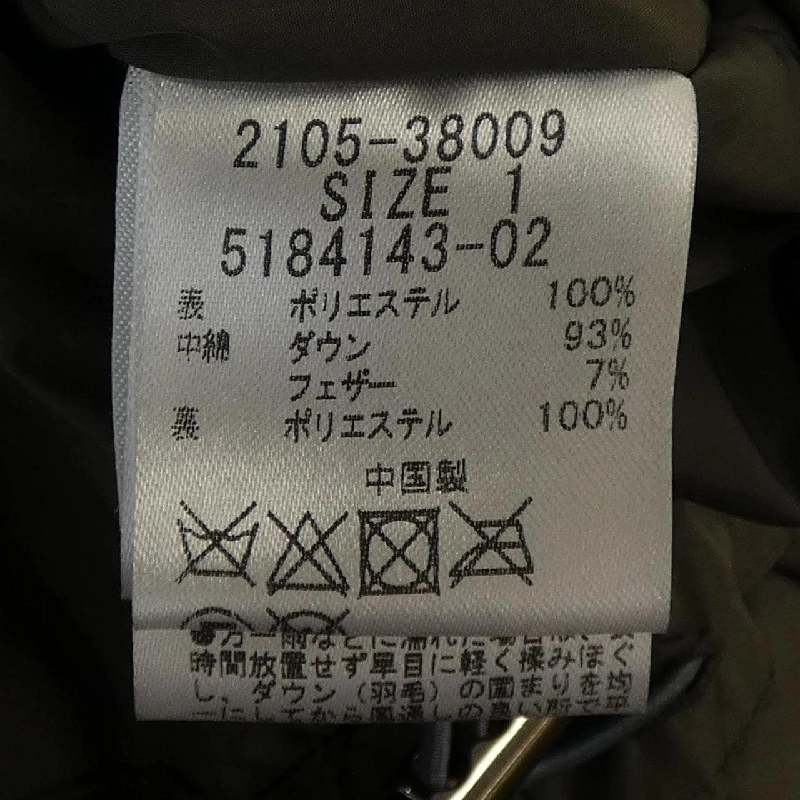 2105-38009
SIZE 1
5184143-02
表 ポリエステル 100%
中綿 ダウン 93%
フェザー 7%
裏 ポリエステル 100%
中国製
時間放置せず単目に軽く揉みほぐ
し、ダウン(羽毛)の固まりを均